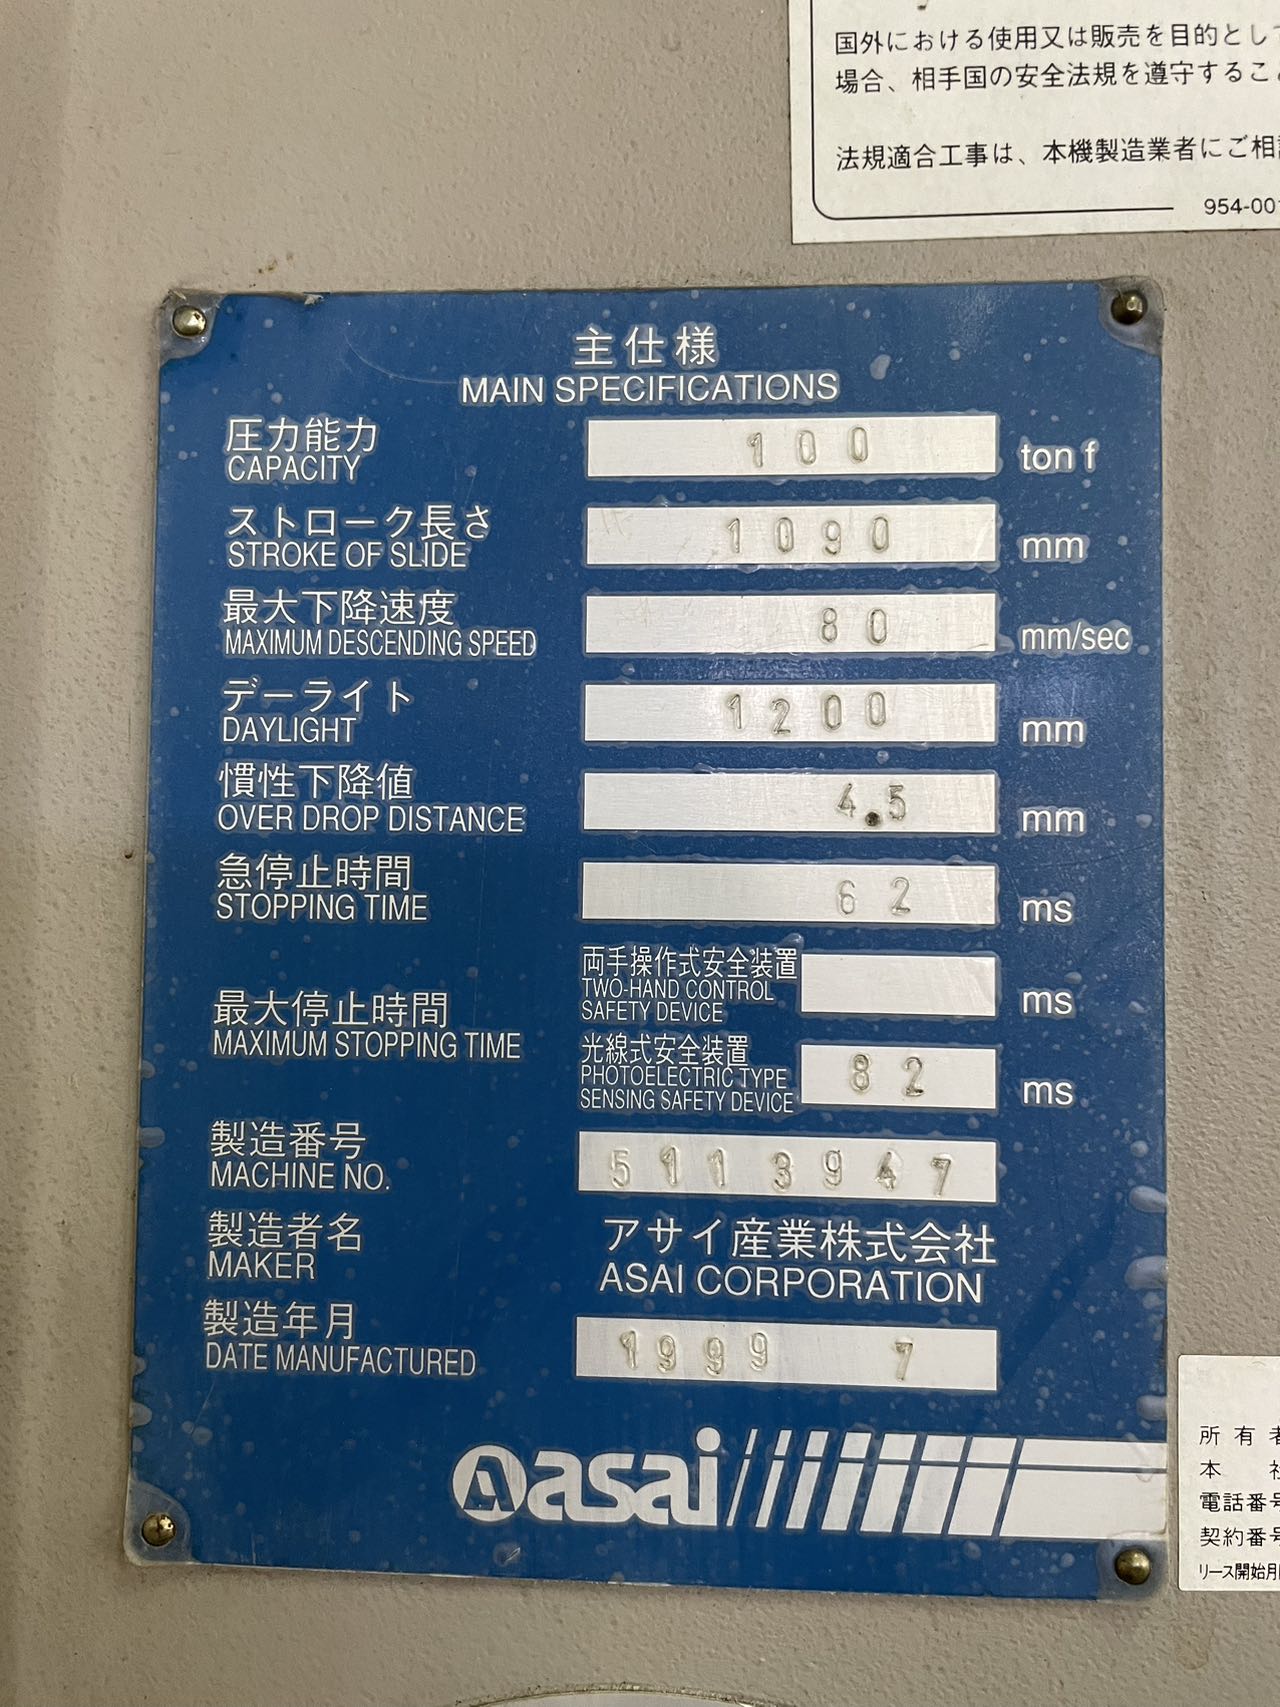 国外における使用又は販売を目的として
場合、相手国の安全法規を遵守するこ
法規適合工事は、本機製造業者にご相
954-00
主仕様
MAIN SPECIFICATIONS
圧力能力
CAPACITY
100
ton f
ストローク長さ
STROKE OF SLIDE
1090
mm
最大下降速度
MAXIMUM DESCENDING SPEED
80
mm/sec
デーライト
DAYLIGHT
1200
mm
慣性下降値
OVER DROP DISTANCE
4.5
mm
急停止時間
STOPPING TIME
62
ms
最大停止時間
MAXIMUM STOPPING TIME
両手操作式安全装置
TWO-HAND CONTROL
SAFETY DEVICE
ms
光線式安全装置
PHOTOELECTRIC TYPE
SENSING SAFETY DEVICE
82
ms
製造番号
MACHINE NO.
5113947
製造者名
MAKER
アサイ産業株式会社
ASAI CORPORATION
製造年月
DATE MANUFACTURED
1999 7
asai
所有者
本 社
電話番号
契約番号
リース開始月